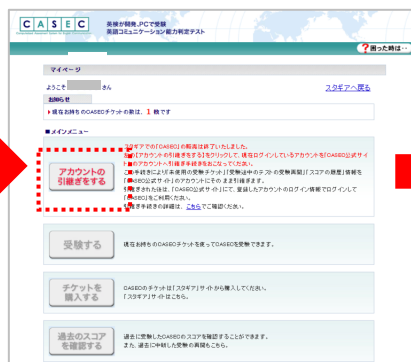 CASEC
英検が開発、PCで受験
英語コミュニケーション能力判定テスト
?困った時は‥
マイページ
ようこそ さん
スタギアへ戻る
お知らせ
現在お持ちのCASECチケットの数は、1 枚です
■メインメニュー
スタギアでの「CASEC」の販売は終了いたしました。
左の[アカウントの引継ぎをする]をクリックして、現在ログインしているアカウントを「CASEC公式サイ
ト」のアカウントへ引継ぎ手続きをおこなってください。
この手続きにより「未使用の受験チケット」「受験途中のテストの受験再開」「スコアの履歴」情報を
「CASEC公式サイト」のアカウントにそのまま引継ぎます。
引継ぎされた後は、「CASEC公式サイト」にて、登録したアカウントのログイン情報でログインして
「CASEC」をご利用ください。
引継ぎ手続きの詳細は、こちらでご確認ください。
アカウントの
引継ぎをする
受験する
現在お持ちのCASECチケットを使ってCASECを受験できます。
チケットを
購入する
CASECのチケットは「スタギア」サイトから購入してください。
「スタギア」サイトはこちら。
過去のスコア
を確認する
過去に受験したCASECのスコアを確認することができます。
また、過去に中断した受験の再開もこちら。